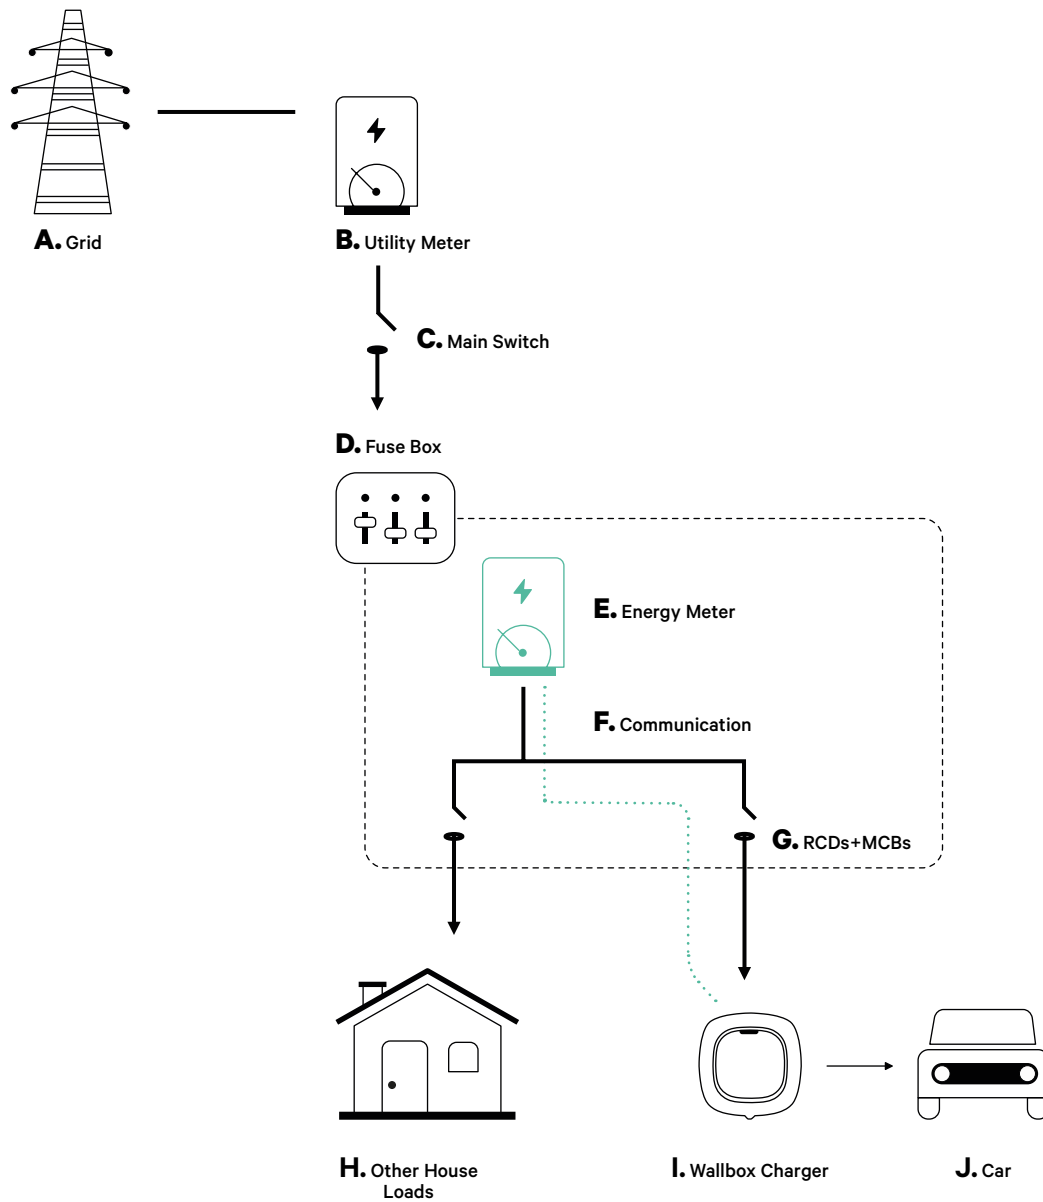 A. Grid
B. Utility Meter
C. Main Switch
D. Fuse Box
E. Energy Meter
F. Communication
G. RCDs+MCBs
H. Other House
Loads
I. Wallbox Charger
J. Car